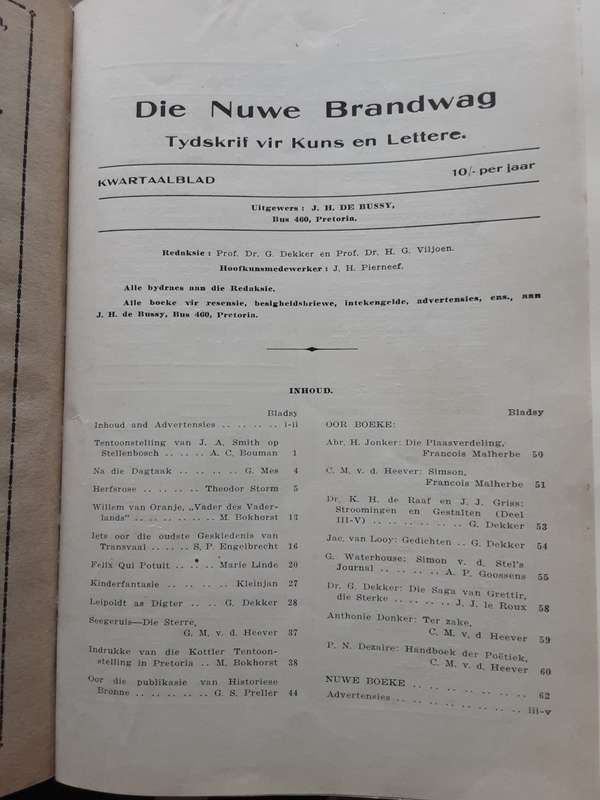 Die Nuwe Brandwag
Tydskrif vir Kuns en Lettere.
KWARTAALBLAD 10/- per jaar
Uitgewers : J. H. DE BUSSY,
Bus 460, Pretoria.
Redaksie : Prof. Dr. G. Dekker en Prof. Dr. H. G. Viljoen.
Hoofkunsmedewerker : J. H. Pierneef.
Alle bydraes aan die Redaksie.
Alle boeke vir resensie, besigheidsbriewe, intekengelde, advertensies, ens., aan
J. H. de Bussy, Bus 460, Pretoria.
INHOUD.
Bladsy
Inhoud and Advertensies .. .. .. i-ii
Tentoonstelling van J. A. Smith op
Stellenbosch .. .. .. A. C. Bouman 1
Na die Dagtaak .. .. .. .. G. Mes 4
Herfsrose .. .. .. Theodor Storm 5
Willem van Oranje, „Vader des Vader-
lands" .. .. .. .. .. M. Bokhorst 13
Iets oor die oudste Geskiedenis van
Transvaal .. .. .. S. P. Engelbrecht 16
Felix Qui Potuit .. .. .. Marie Linde 20
Kinderfantasie .. .. .. .. Kleinjan 27
Leipoldt as Digter .. .. G. Dekker 28
Seegeruis—Die Sterre,
G. M. v. d. Heever 37
Indrukke van die Kottler Tentoon-
stelling in Pretoria .. M. Bokhorst 38
Oor die publikasie van Historiese
Bronne .. .. .. .. .. G. S. Preller 44
Bladsy
OOR BOEKE:
Abr. H. Jonker: Die Plaasverdeling,
Francois Malherbe 50
C. M. v. d. Heever: Simson,
Francois Malherbe 51
Dr. K. H. de Raaf en J. J. Griss:
Stroomingen en Gestalten (Deel
III-V) .. .. .. .. .. .. G. Dekker 53
Jac. van Looy: Gedichten .. G. Dekker 54
G. Waterhouse: Simon v. d. Stel's
Journal .. .. .. .. A. P. Goossens 55
Dr. G. Dekker: Die Saga van Grettir,
die Sterke .. .. .. .. J. J. le Roux 58
Anthonie Donker: Ter zake,
C. M. v. d. Heever 59
P. N. Dezaire: Handboek der Poëtiek,
C. M. v. d. Heever 60
NUWE BOEKE .. .. .. .. .. .. .. 62
Advertensies .. .. .. .. .. .. .. .. iii-v